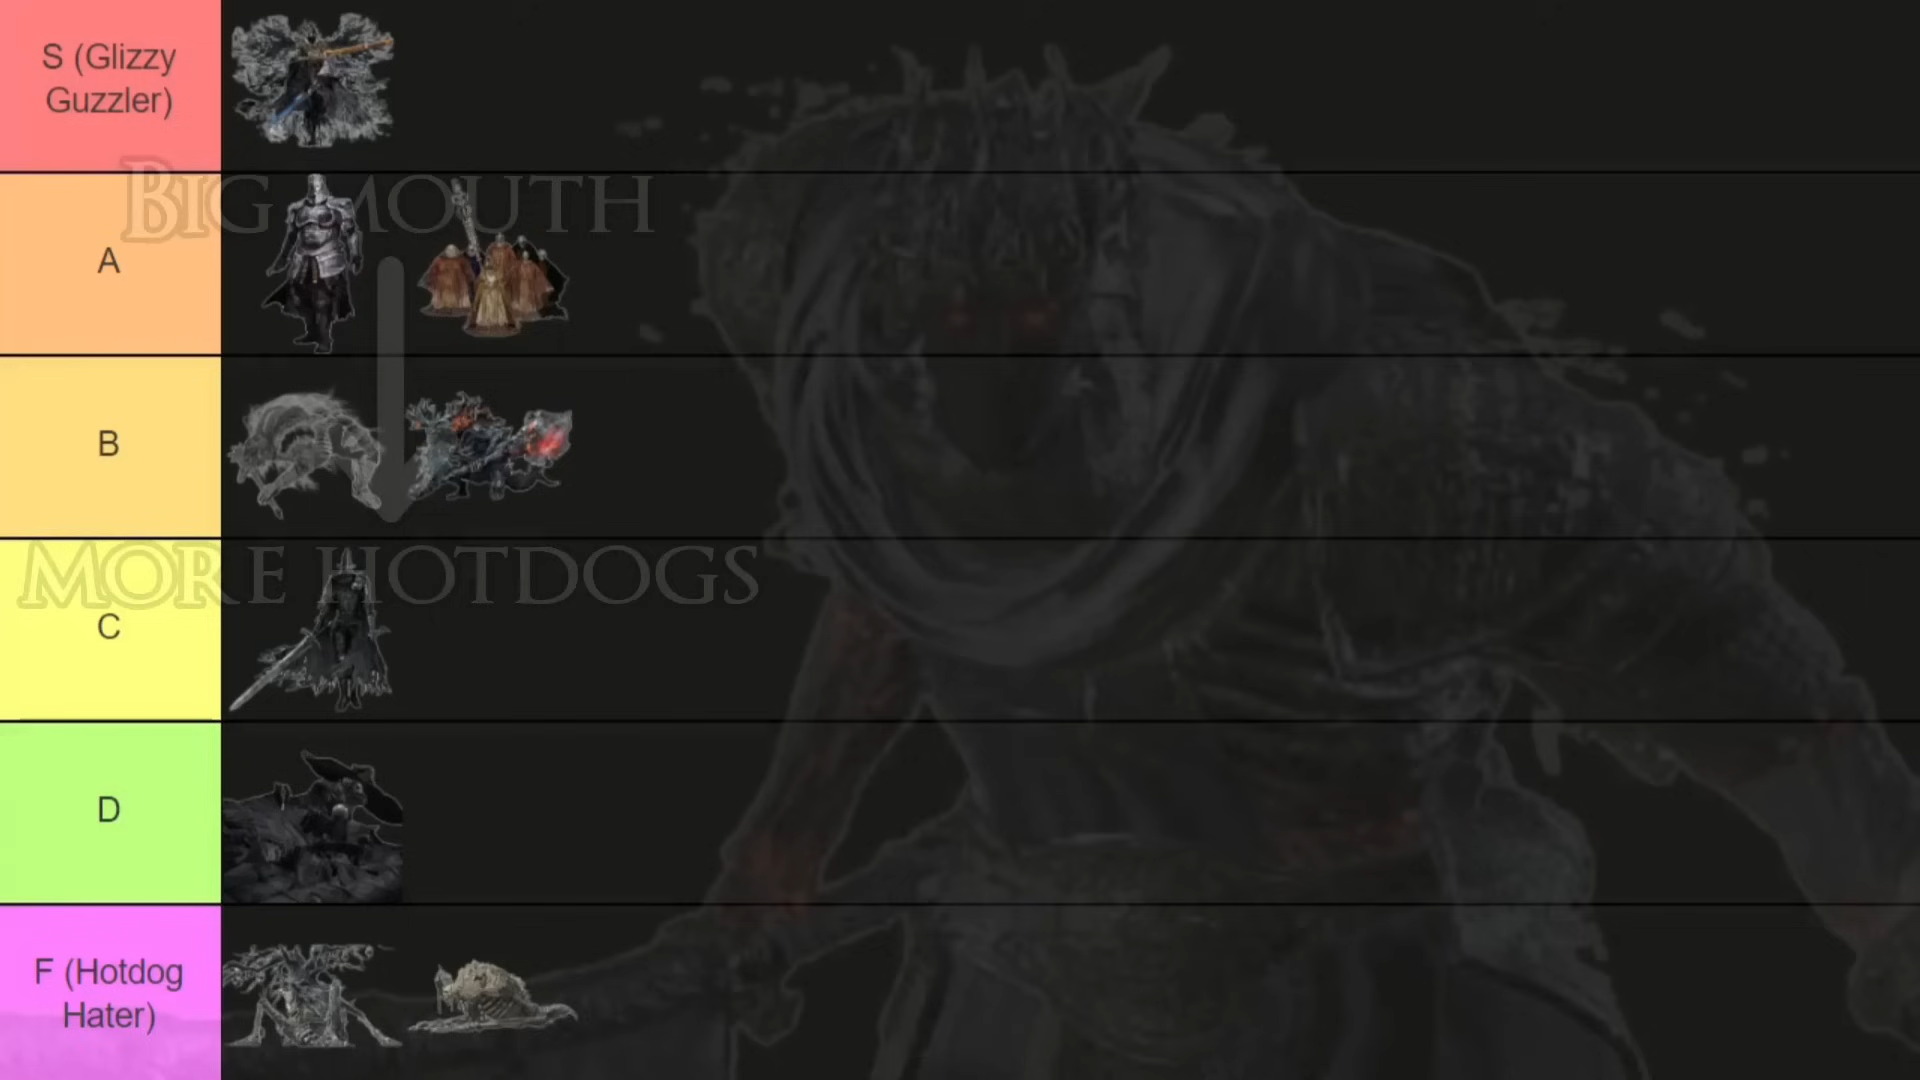 S (Glizzy
Guzzler)
BIG MOUTH
A
B
MORE HOTDOGS
C
D
F (Hotdog
Hater)